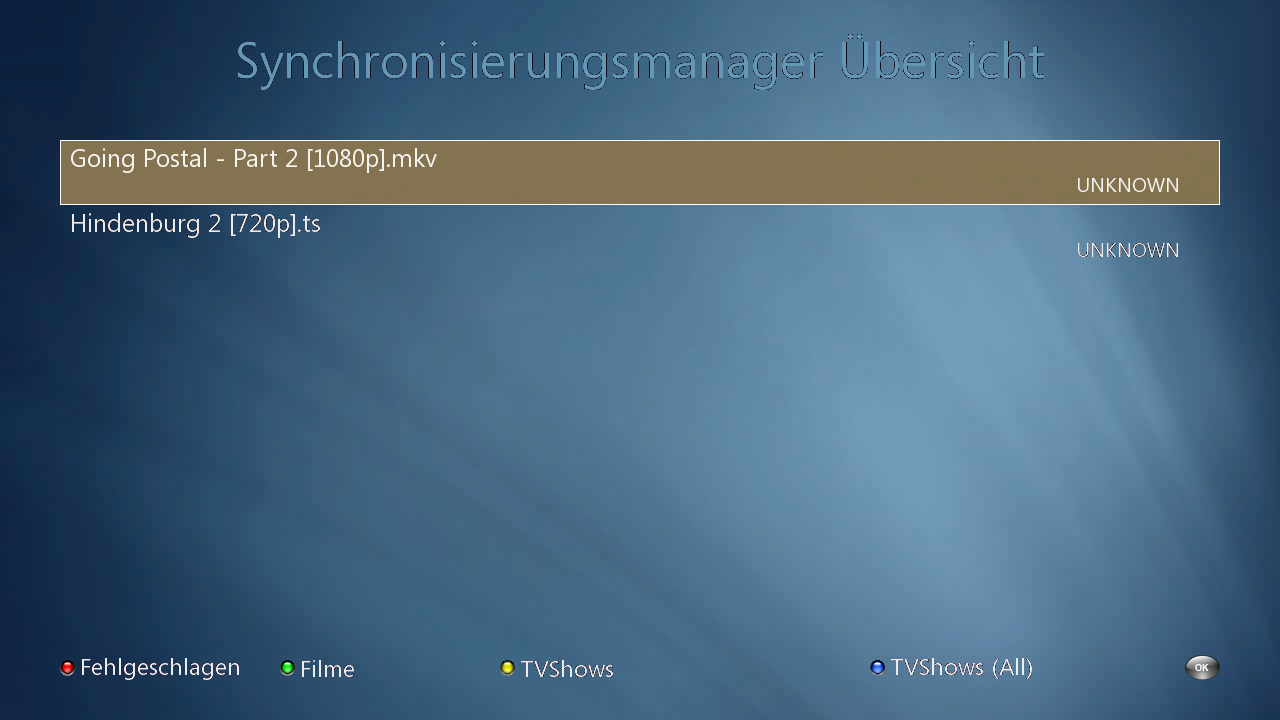 Synchronisierungsmanager Übersicht
Going Postal - Part 2 [1080p].mkv
UNKNOWN
Hindenburg 2 [720p].ts
UNKNOWN
Fehlgeschlagen Filme TVShows TVShows (All) OK